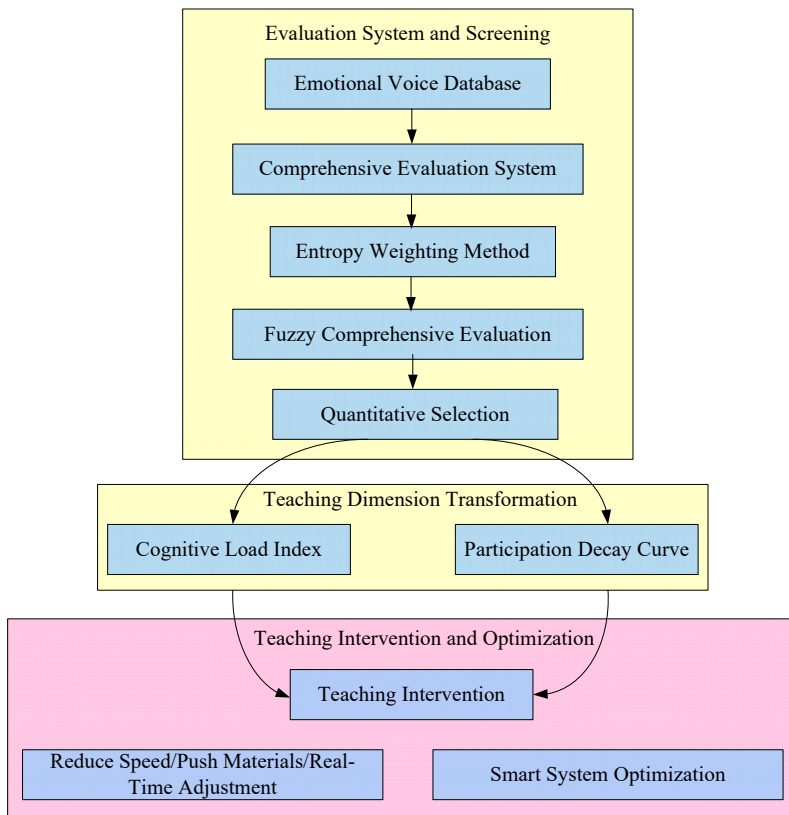 Evaluation System and Screening
Emotional Voice Database
Comprehensive Evaluation System
Entropy Weighting Method
Fuzzy Comprehensive Evaluation
Quantitative Selection
Teaching Dimension Transformation
Cognitive Load Index
Participation Decay Curve
Teaching Intervention and Optimization
Teaching Intervention
Reduce Speed/Push Materials/Real-
Time Adjustment
Smart System Optimization